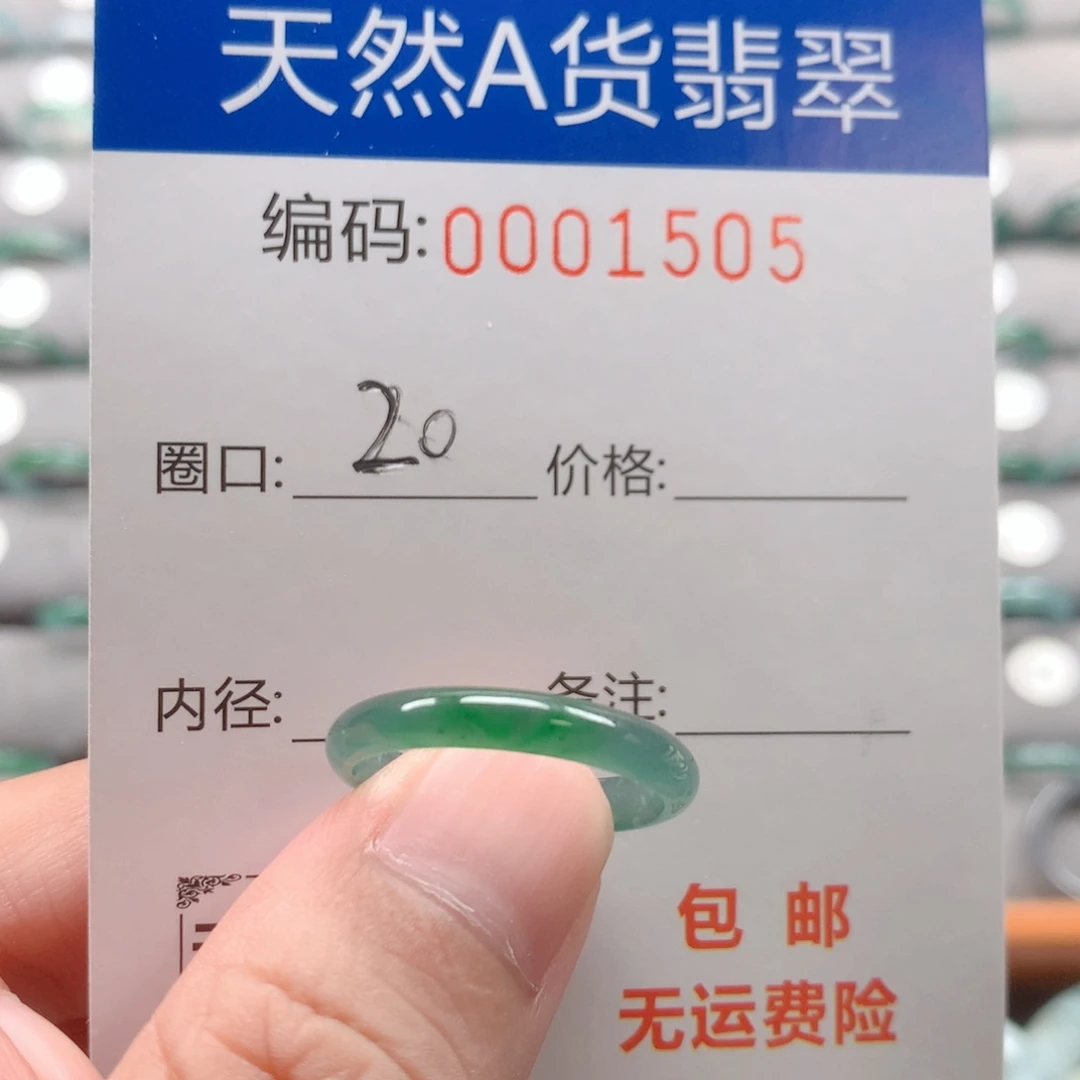 天然A货翡翠
编码:0001505
圈口: 20 价格:
内径: 备注:
包 邮
无运费险